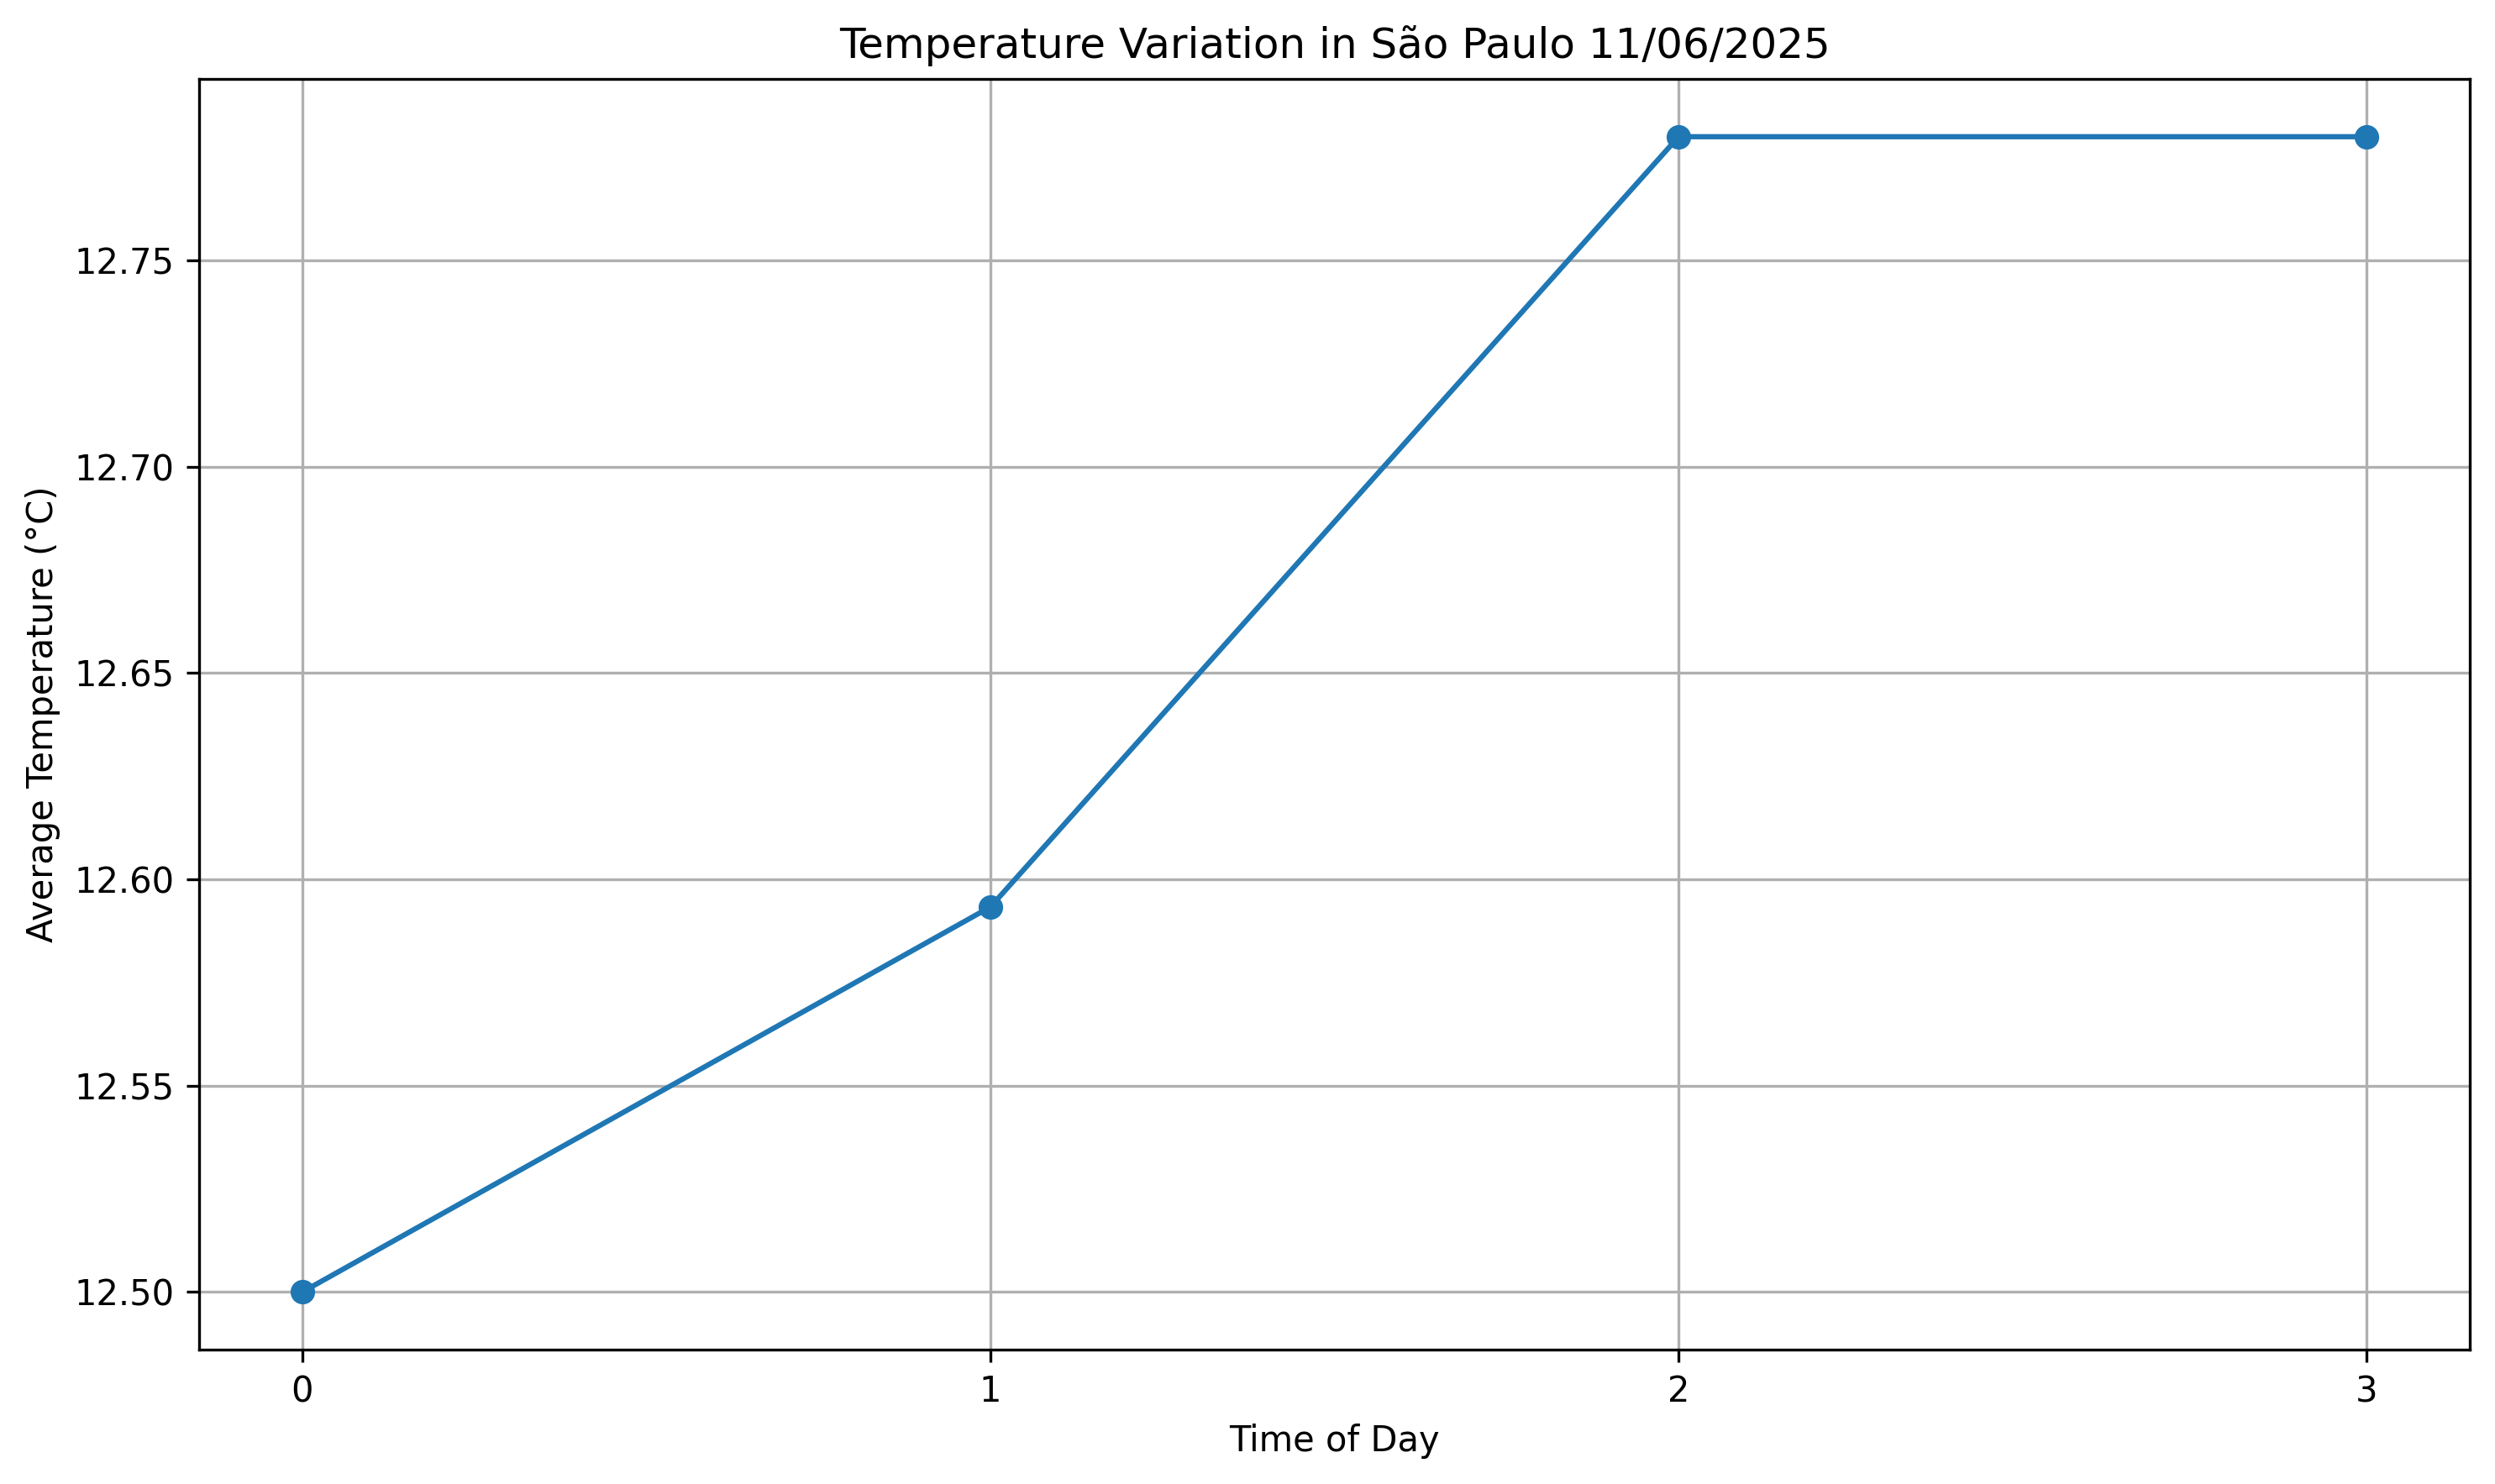 Temperature Variation in São Paulo 11/06/2025
Average Temperature (°C)
12.75
12.70
12.65
12.60
12.55
12.50
0 1 2 3
Time of Day